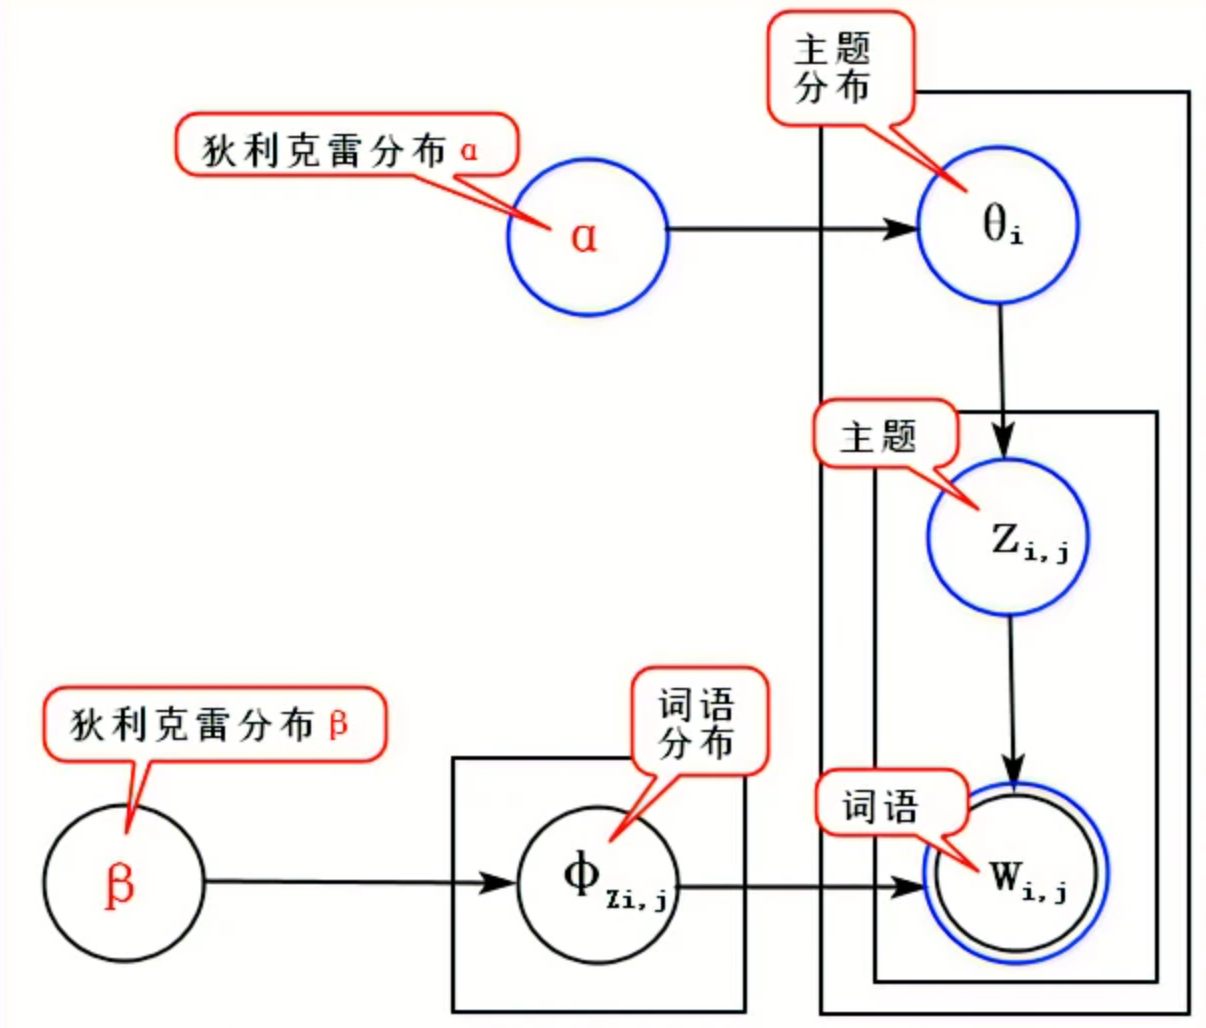 主题
分布
狄利克雷分布 α
α
θi
主题
Zi,j
词语
分布
狄利克雷分布 β
词语
β
ϕZi,j
Wi,j